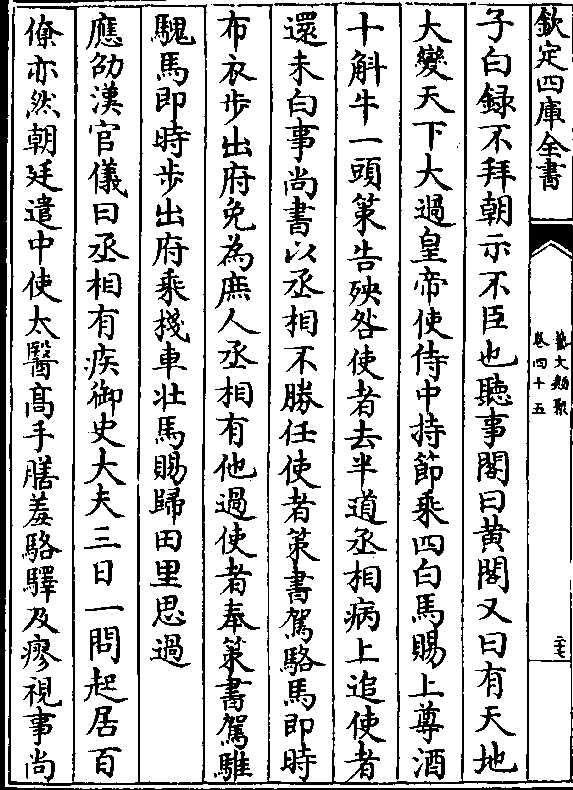 欽定四庫全書
藝文類聚
卷四十五
子白録不拜朝示不臣也聽事閣曰黄閣又曰有天地
大變天下大過皇帝使侍中持節乘四白馬賜上尊酒
十斛牛一頭策告殃咎使者去半道丞相病上追使者
還未白事尚書以丞相不勝任使者策書駕駱馬即時
布衣步出府免為庶人丞相有他過使者奉策書駕騅
騩馬即時步出府乘棧車壯馬賜歸田里思過
應劭漢官儀曰丞相有疾御史大夫三日一問起居百
僚亦然朝廷遣中使太醫髙手膳羞駱驛及瘳視事尚